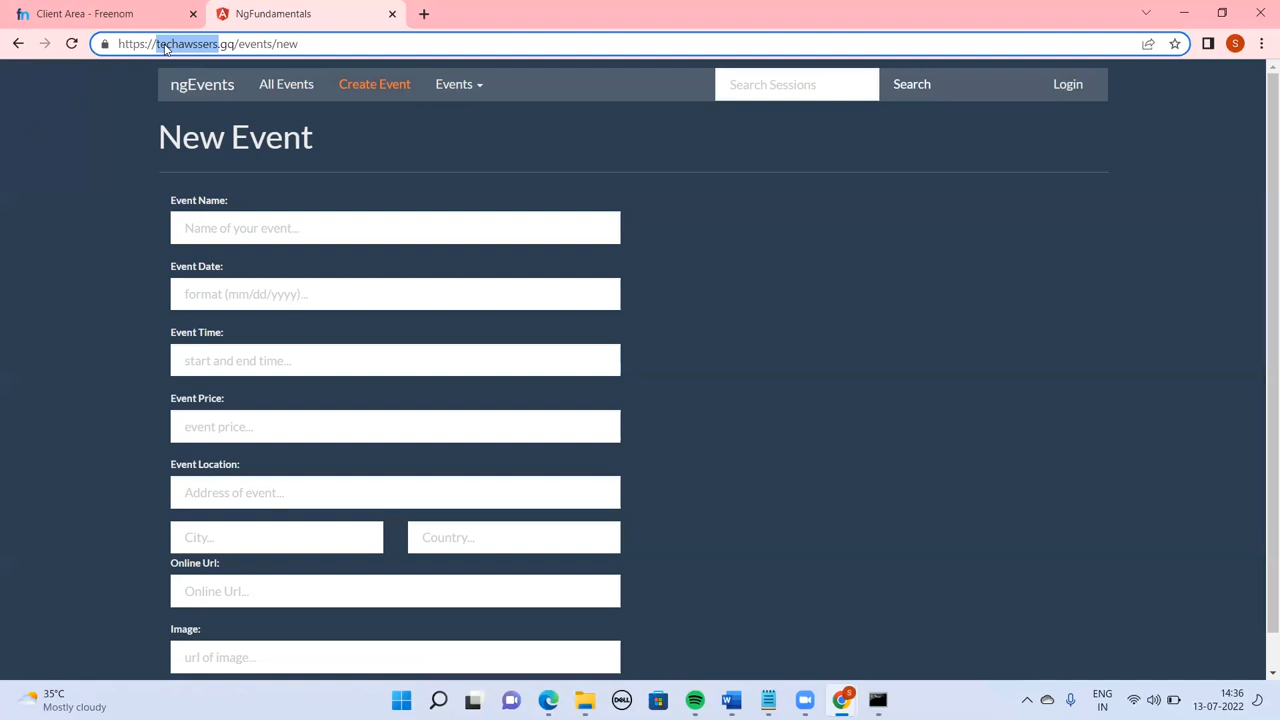 Client Area - Freenom
NgFundamentals
https://techawssers.gq/events/new
S
ngEvents All Events Create Event Events Search Sessions Search Login
New Event
Event Name:
Name of your event...
Event Date:
format (mm/dd/yyyy)...
Event Time:
start and end time...
Event Price:
event price...
Event Location:
Address of event...
City... Country...
Online Url:
Online Url...
Image:
url of image...
35°C
Mostly cloudy
DELL
S
ENG
IN
14:36
13-07-2022